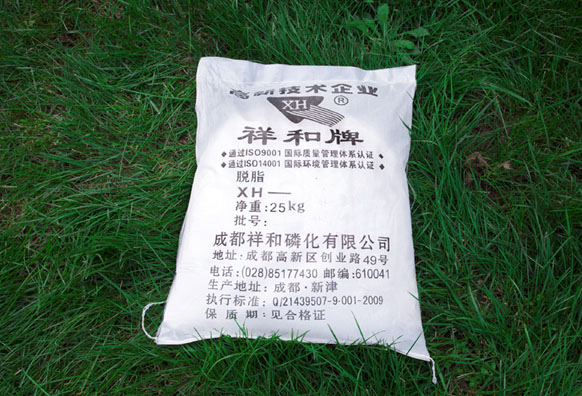 高新技术企业
XH ®
祥和牌
◆通过ISO9001 国际质量管理体系认证◆
◆通过ISO14001 国际环境管理体系认证◆
脱脂
XH—
净重:25kg
批号:
成都祥和磷化有限公司
地址:成都高新区创业路49号
电话:(028)85177430 邮编:610041
生产地址:成都·新津
执行标准:Q/21439507-9-001-2009
保质期:见合格证